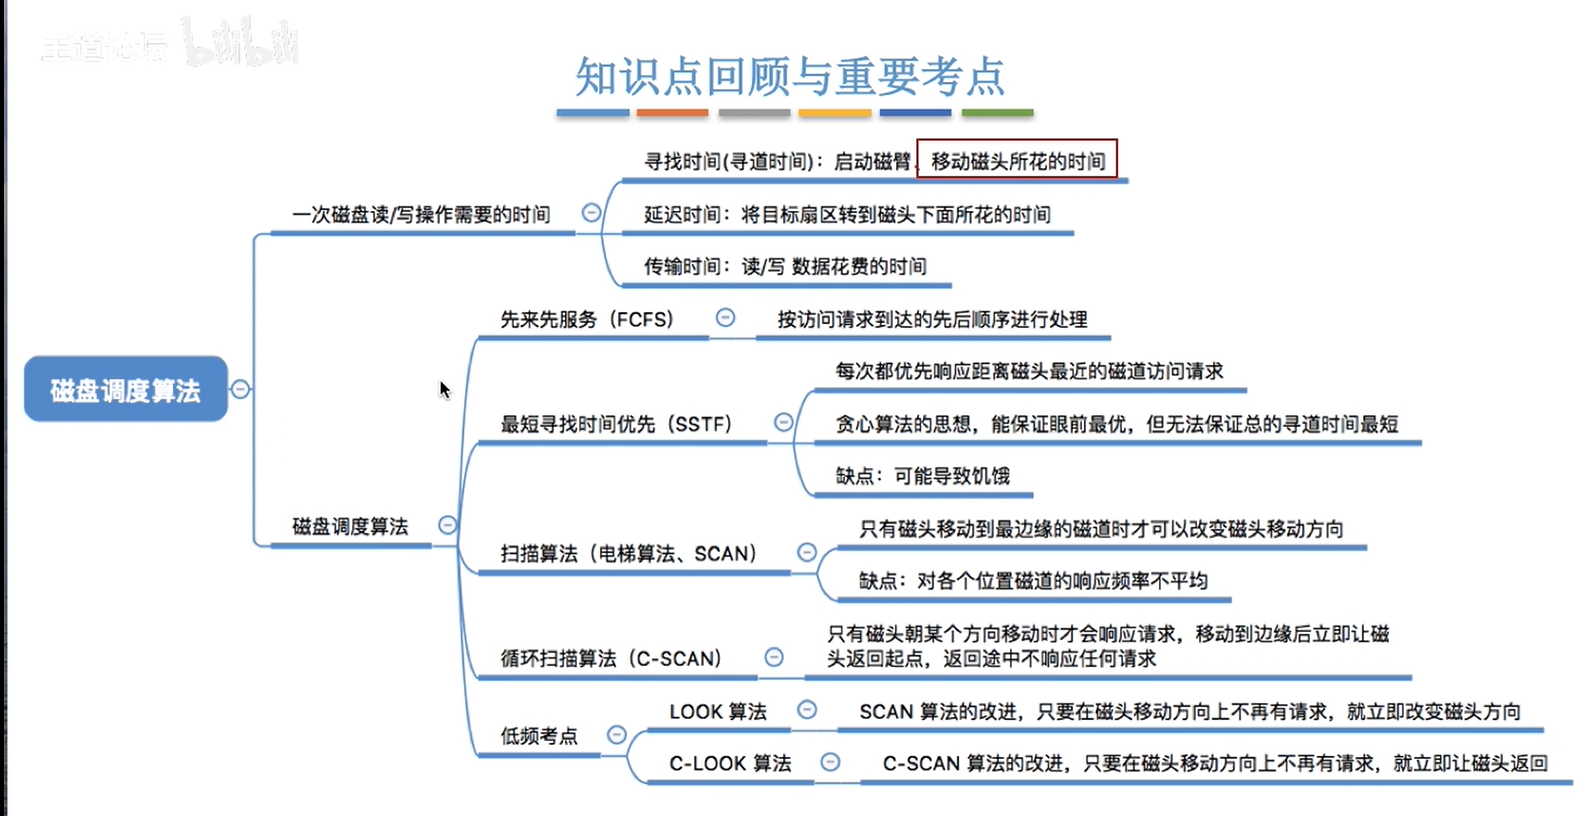 王道论坛 bilibili
知识点回顾与重要考点
寻找时间(寻道时间)：启动磁臂、移动磁头所花的时间
一次磁盘读/写操作需要的时间
延迟时间：将目标扇区转到磁头下面所花的时间
传输时间：读/写 数据花费的时间
先来先服务（FCFS）
按访问请求到达的先后顺序进行处理
每次都优先响应距离磁头最近的磁道访问请求
磁盘调度算法
最短寻找时间优先（SSTF）
贪心算法的思想，能保证眼前最优，但无法保证总的寻道时间最短
缺点：可能导致饥饿
磁盘调度算法
只有磁头移动到最边缘的磁道时才可以改变磁头移动方向
扫描算法（电梯算法、SCAN）
缺点：对各个位置磁道的响应频率不平均
循环扫描算法（C-SCAN）
只有磁头朝某个方向移动时才会响应请求，移动到边缘后立即让磁
头返回起点，返回途中不响应任何请求
低频考点
LOOK 算法
SCAN 算法的改进，只要在磁头移动方向上不再有请求，就立即改变磁头方向
C-LOOK 算法
C-SCAN 算法的改进，只要在磁头移动方向上不再有请求，就立即让磁头返回